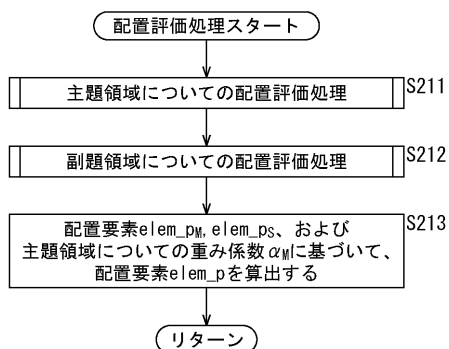 配置評価処理スタート
主題領域についての配置評価処理
S211
副題領域についての配置評価処理
S212
配置要素elem_pM,elem_pS、および
主題領域についての重み係数αMに基づいて、
配置要素elem_pを算出する
S213
リターン